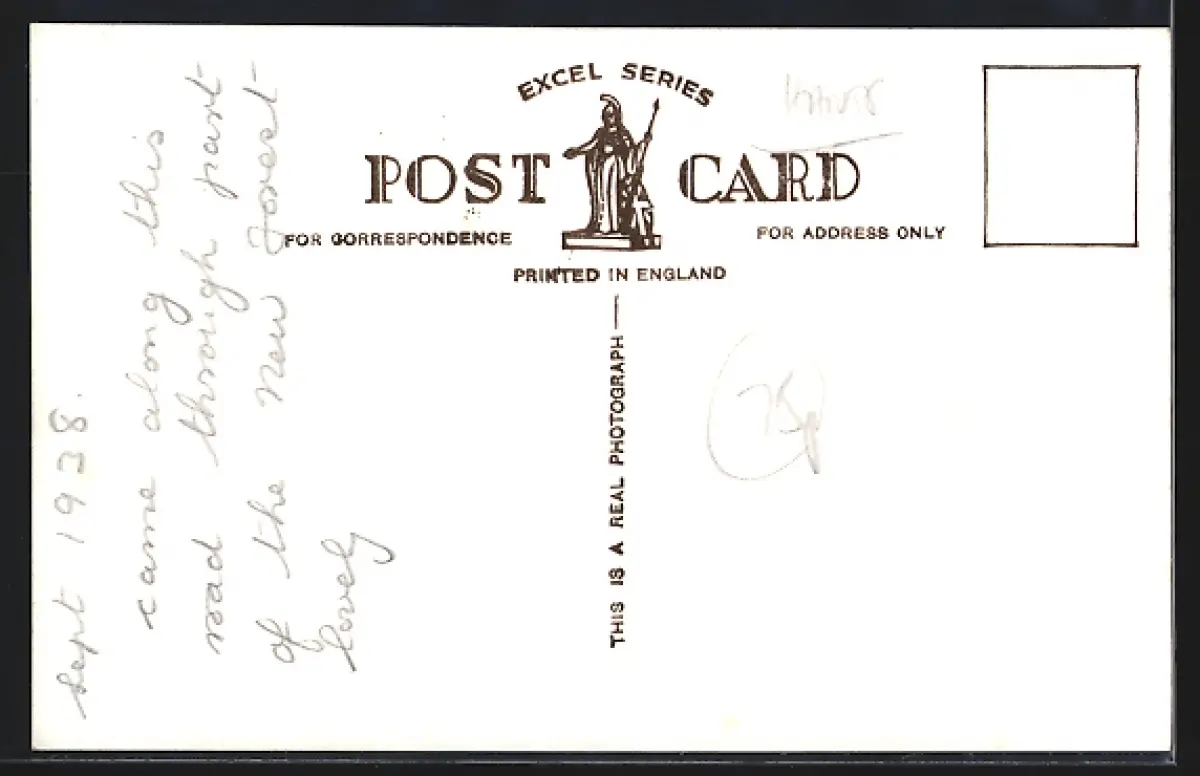 EXCEL SERIES
POST CARD
FOR CORRESPONDENCE
FOR ADDRESS ONLY
PRINTED IN ENGLAND
THIS IS A REAL PHOTOGRAPH
Sept 1938.
came along this
road through part
of the New Forest
lovely
75p